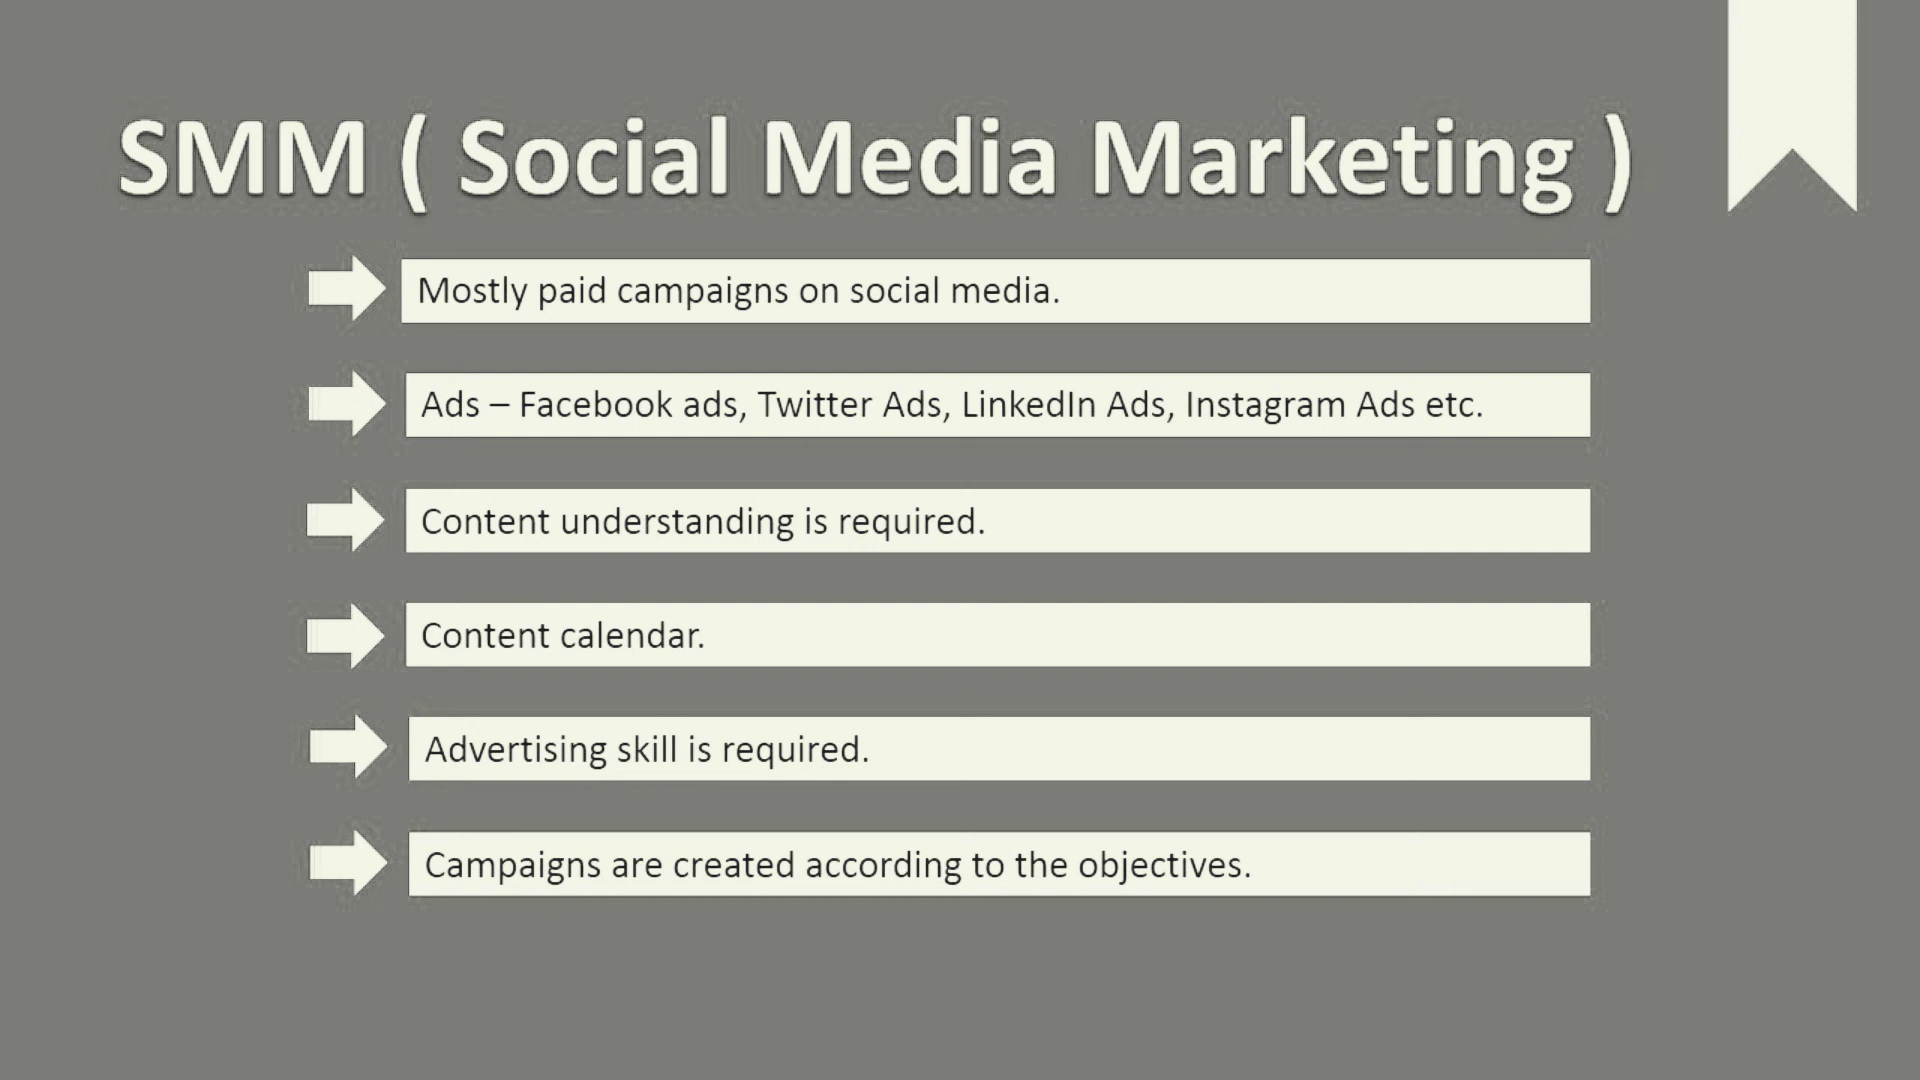 SMM ( Social Media Marketing )
Mostly paid campaigns on social media.
Ads – Facebook ads, Twitter Ads, LinkedIn Ads, Instagram Ads etc.
Content understanding is required.
Content calendar.
Advertising skill is required.
Campaigns are created according to the objectives.